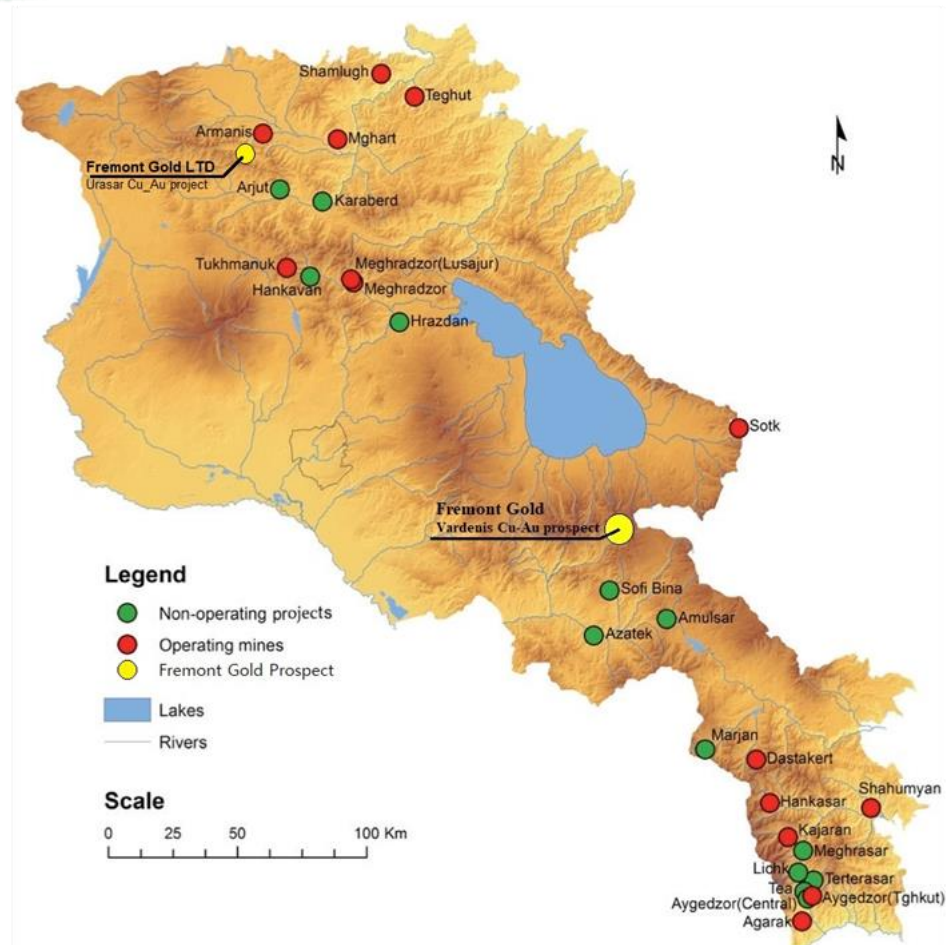 Shamlugh
Teghut
Armanis
Mghart
Fremont Gold LTD
Urasar Cu_Au project
Arjut
Karaberd
N
Tukhmanuk
Meghradzor(Lusajur)
Hankavan
Meghradzor
Hrazdan
Sotk
Fremont Gold
Vardenis Cu-Au prospect
Sofi Bina
Amulsar
Azatek
Legend
Non-operating projects
Operating mines
Fremont Gold Prospect
Lakes
Rivers
Marjan
Dastakert
Hankasar
Shahumyan
Kajaran
Meghrasar
Lichk
Terterasar
Tea
Aygedzor(Tghkut)
Aygedzor(Central)
Agarak
Scale
0 25 50 100 Km